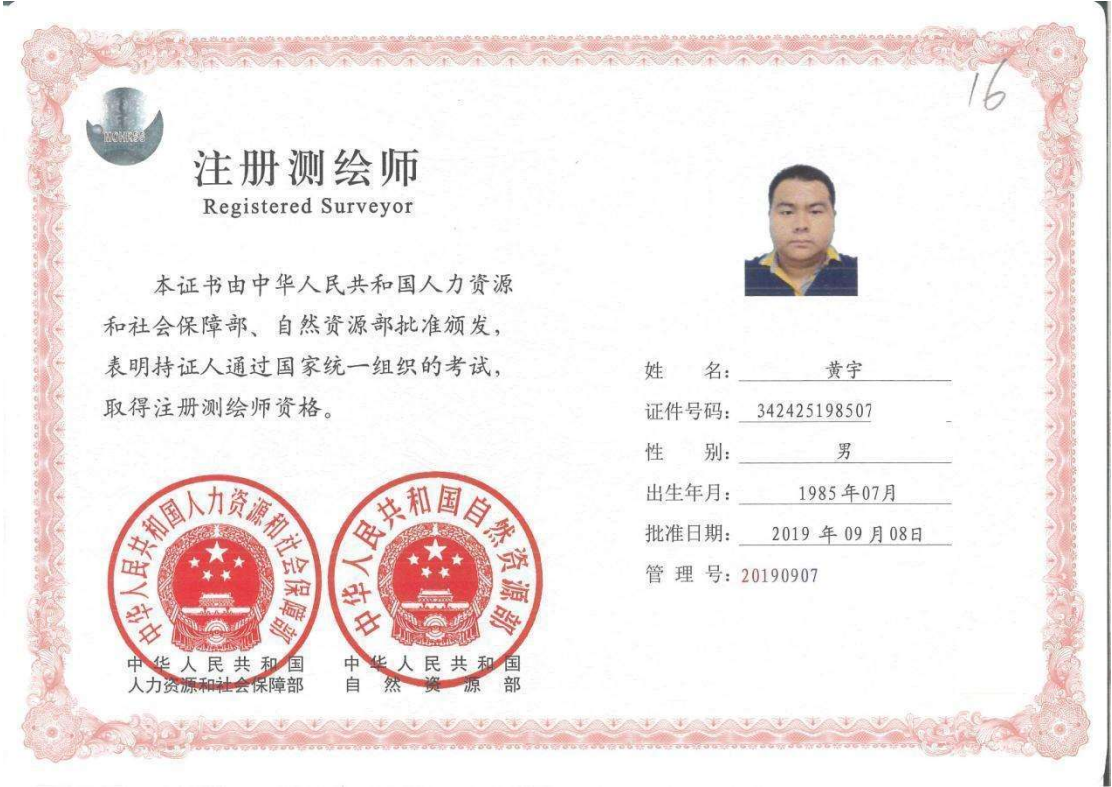 16
MOHRSS
注册测绘师
Registered Surveyor
本证书由中华人民共和国人力资源
和社会保障部、自然资源部批准颁发，
表明持证人通过国家统一组织的考试，
取得注册测绘师资格。
姓 名： 黄宇
证件号码： 342425198507
性 别： 男
出生年月： 1985年07月
批准日期： 2019 年 09 月 08日
管 理 号：20190907
中华人民共和国人力资源和社会保障部
中华人民共和国自然资源部
中华人民共和国
人力资源和社会保障部
中华人民共和国
自然资源部